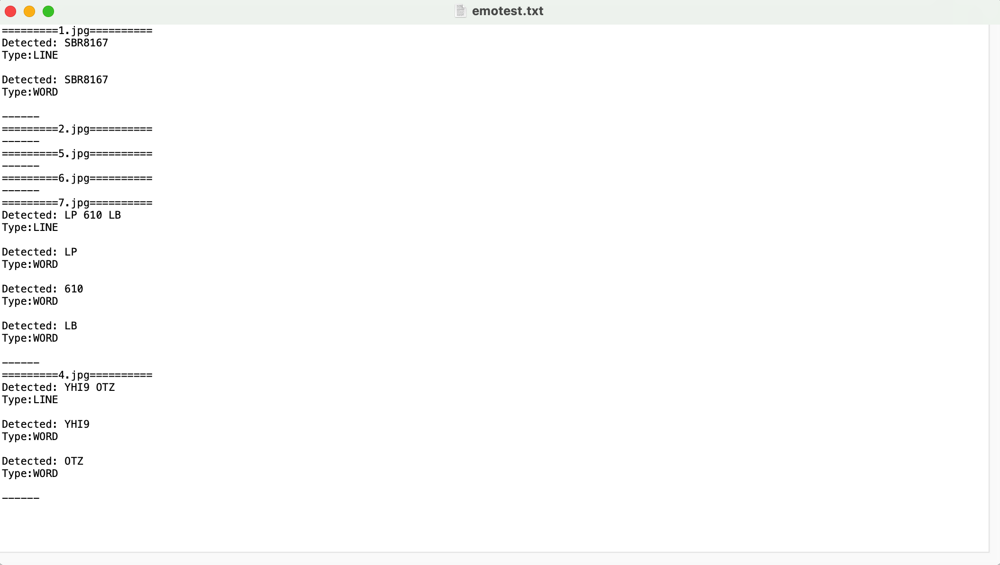 emotest.txt
=========1.jpg==========
Detected: SBR8167
Type:LINE

Detected: SBR8167
Type:WORD

------
=========2.jpg==========
------
=========5.jpg==========
------
=========6.jpg==========
------
=========7.jpg==========
Detected: LP 610 LB
Type:LINE

Detected: LP
Type:WORD

Detected: 610
Type:WORD

Detected: LB
Type:WORD

------
=========4.jpg==========
Detected: YHI9 OTZ
Type:LINE

Detected: YHI9
Type:WORD

Detected: OTZ
Type:WORD

------